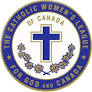 THE CATHOLIC WOMEN'S LEAGUE
OF CANADA
FOR GOD AND CANADA